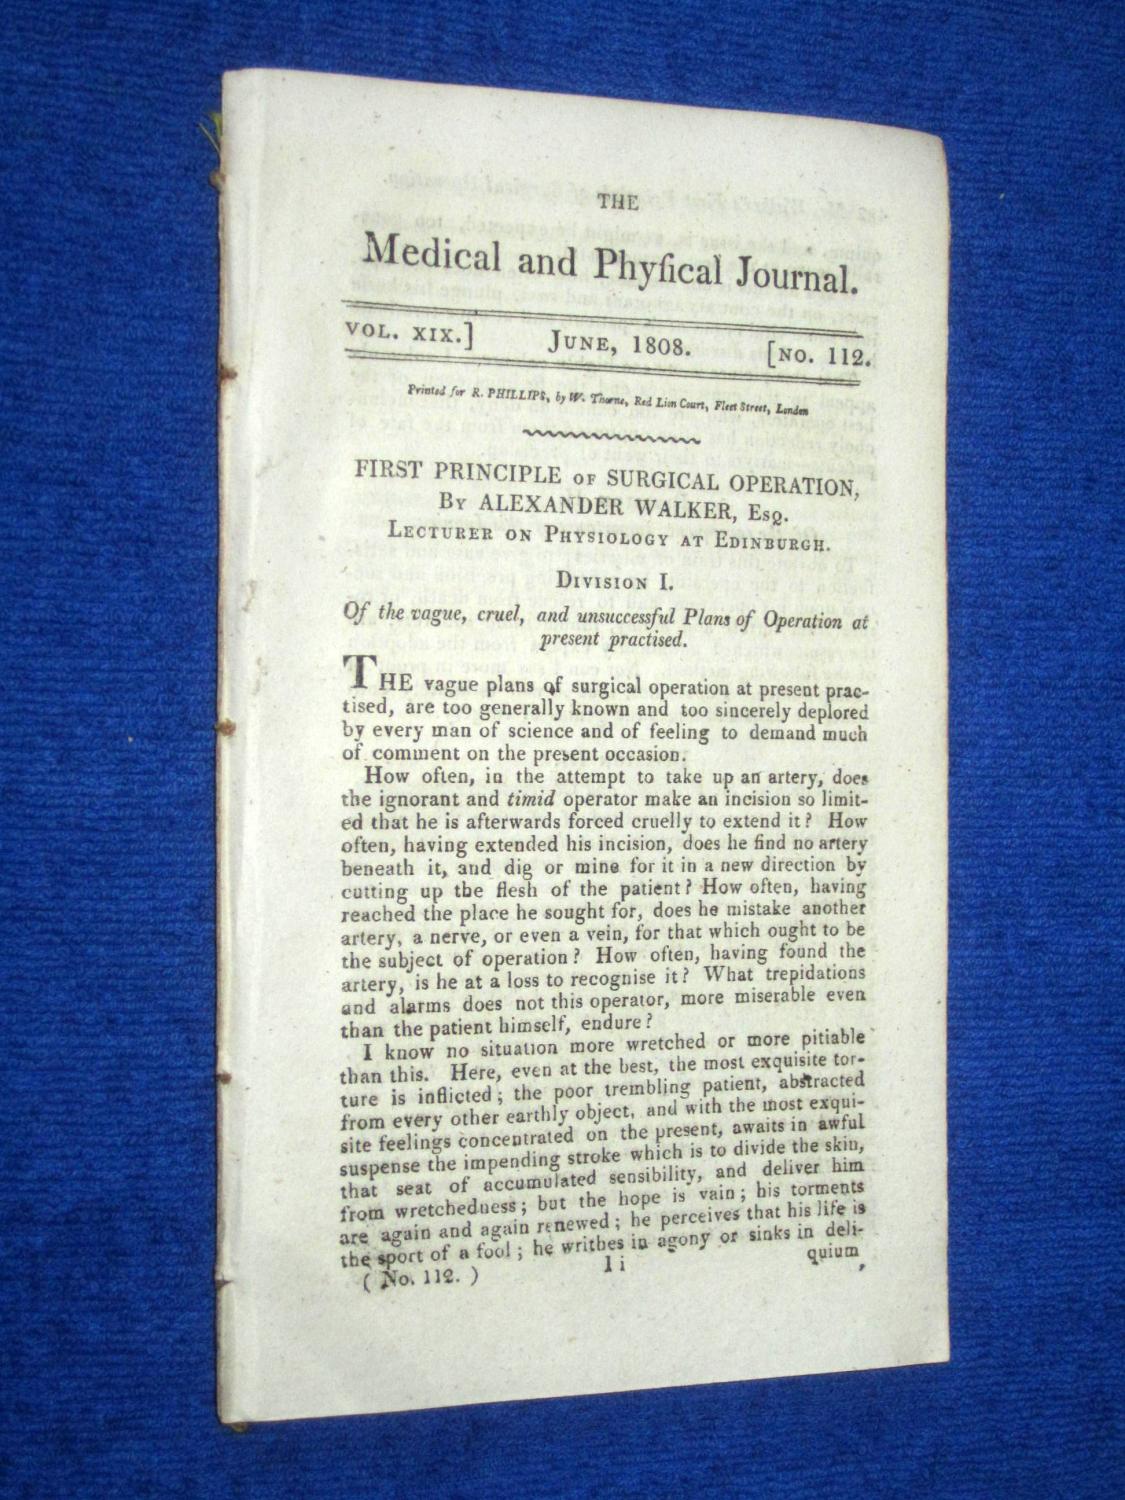 THE
Medical and Phyſical Journal.
VOL. XIX.] JUNE, 1808. [NO. 112.
Printed for R. PHILLIPS, by W. Thorne, Red Lion Court, Fleet Street, London
FIRST PRINCIPLE OF SURGICAL OPERATION,
BY ALEXANDER WALKER, ESQ.
LECTURER ON PHYSIOLOGY AT EDINBURGH.
DIVISION I.
Of the vague, cruel, and unsuccessful Plans of Operation at
present practised.
THE vague plans of surgical operation at present prac-
tised, are too generally known and too sincerely deplored
by every man of science and of feeling to demand much
of comment on the present occasion.
How often, in the attempt to take up an artery, does
the ignorant and timid operator make an incision so limit-
ed that he is afterwards forced cruelly to extend it? How
often, having extended his incision, does he find no artery
beneath it, and dig or mine for it in a new direction by
cutting up the flesh of the patient? How often, having
reached the place he sought for, does he mistake another
artery, a nerve, or even a vein, for that which ought to be
the subject of operation? How often, having found the
artery, is he at a loss to recognise it? What trepidations
and alarms does not this operator, more miserable even
than the patient himself, endure?
I know no situation more wretched or more pitiable
than this. Here, even at the best, the most exquisite tor-
ture is inflicted; the poor trembling patient, abstracted
from every other earthly object, and with the most exqui-
site feelings concentrated on the present, awaits in awful
suspense the impending stroke which is to divide the skin,
that seat of accumulated sensibility, and deliver him
from wretchedness; but the hope is vain; his torments
are again and again renewed; he perceives that his life is
the sport of a fool; he writhes in agony or sinks in deli-
( No. 112. ) I i quium,